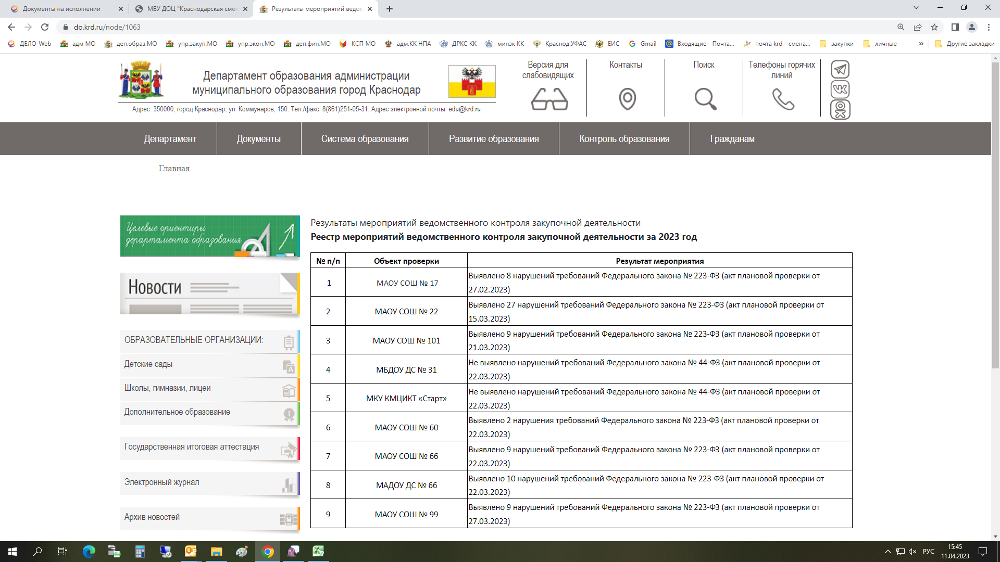 Документы на исполнении
МБУ ДОЦ "Краснодарская смен
Результаты мероприятий ведом
do.krd.ru/node/1063
ДЕЛО-Web
адм МО
деп.образ.МО
упр.закуп.МО
упр.экон.МО
деп.фин.МО
КСП МО
адм.КК НПА
ДРКС КК
минэк КК
Краснод.УФАС
ЕИС
Gmail
Входящие - Почта...
почта krd - смена...
закупки
личные
»
Другие закладки
Департамент образования администрации
муниципального образования город Краснодар
Адрес: 350000, город Краснодар, ул. Коммунаров, 150. Тел./факс: 8(861)251-05-31. Адрес электронной почты: edu@krd.ru
Версия для
слабовидящих
Контакты
Поиск
Телефоны горячих
линий
Департамент
Документы
Система образования
Развитие образования
Контроль образования
Гражданам
Главная
Целевые ориентиры
департамента образования
Новости
ОБРАЗОВАТЕЛЬНЫЕ ОРГАНИЗАЦИИ:
Детские сады
Школы, гимназии, лицеи
Дополнительное образование
Государственная итоговая аттестация
Электронный журнал
Архив новостей
Результаты мероприятий ведомственного контроля закупочной деятельности
Реестр мероприятий ведомственного контроля закупочной деятельности за 2023 год
№ п/п Объект проверки Результат мероприятия
1 МАОУ СОШ № 17 Выявлено 8 нарушений требований Федерального закона № 223-ФЗ (акт плановой проверки от
27.02.2023)
2 МАОУ СОШ № 22 Выявлено 27 нарушений требований Федерального закона № 223-ФЗ (акт плановой проверки от
15.03.2023)
3 МАОУ СОШ № 101 Выявлено 9 нарушений требований Федерального закона № 223-ФЗ (акт плановой проверки от
21.03.2023)
4 МБДОУ ДС № 31 Не выявлено нарушений требований Федерального закона № 44-ФЗ (акт плановой проверки от
22.03.2023)
5 МКУ КМЦИКТ «Старт» Не выявлено нарушений требований Федерального закона № 44-ФЗ (акт плановой проверки от
22.03.2023)
6 МАОУ СОШ № 60 Выявлено 2 нарушения требований Федерального закона № 223-ФЗ (акт плановой проверки от
22.03.2023)
7 МАОУ СОШ № 66 Выявлено 9 нарушений требований Федерального закона № 223-ФЗ (акт плановой проверки от
22.03.2023)
8 МАДОУ ДС № 66 Выявлено 10 нарушений требований Федерального закона № 223-ФЗ (акт плановой проверки от
22.03.2023)
9 МАОУ СОШ № 99 Выявлено 9 нарушений требований Федерального закона № 223-ФЗ (акт плановой проверки от
27.03.2023)
РУС
15:45
11.04.2023